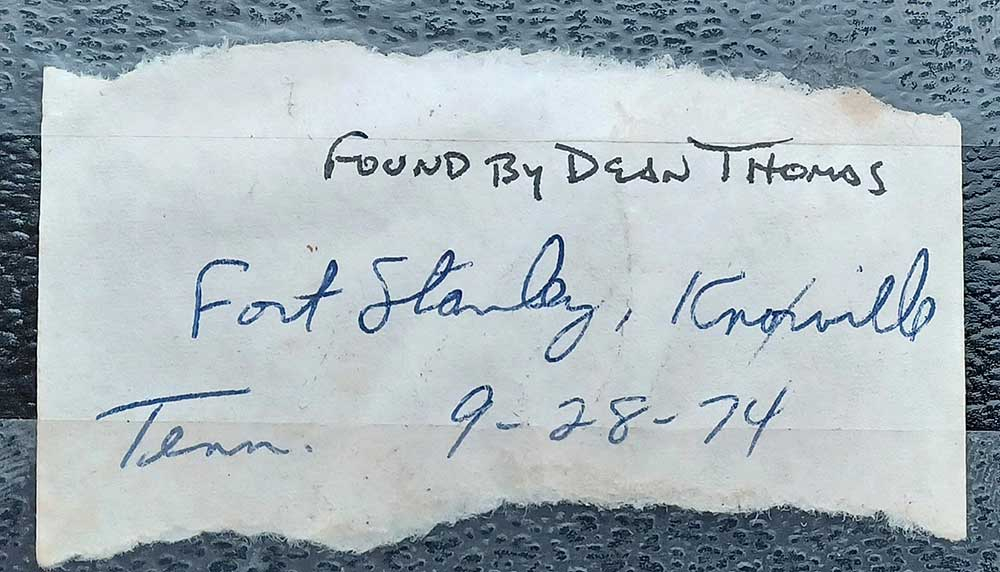 FOUND By DEAN THOMAS
Fort Stanley, Knoxville
Tenn. 9-28-74